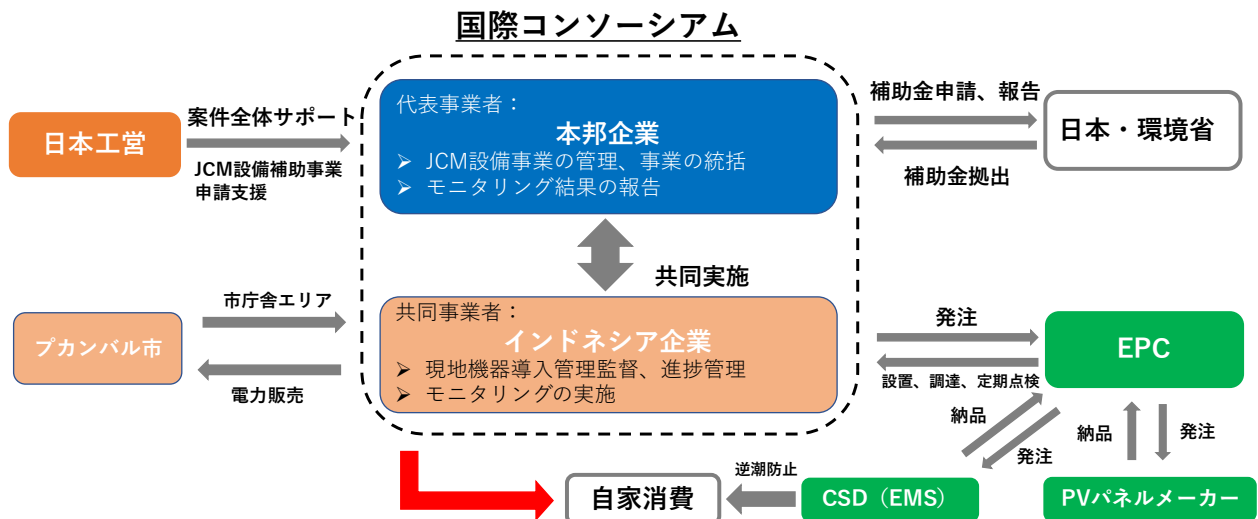 国際コンソーシアム
日本工営
案件全体サポート
JCM設備補助事業
申請支援
代表事業者：
本邦企業
➢ JCM設備事業の管理、事業の統括
➢ モニタリング結果の報告
補助金申請、報告
補助金拠出
日本・環境省
共同実施
プカンバル市
市庁舎エリア
電力販売
共同事業者：
インドネシア企業
➢ 現地機器導入管理監督、進捗管理
➢ モニタリングの実施
発注
設置、調達、定期点検
EPC
納品
発注
納品
発注
自家消費
逆潮防止
CSD（EMS）
PVパネルメーカー